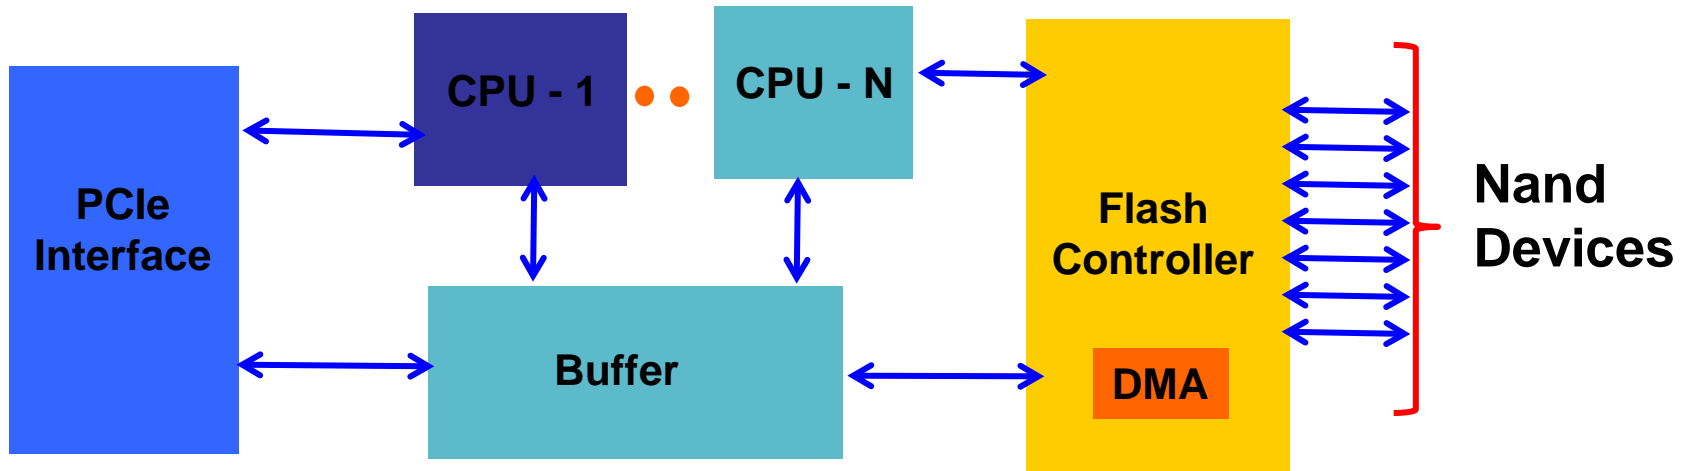 CPU - 1
CPU - N
PCIe
Interface
Flash
Controller
Nand
Devices
Buffer
DMA